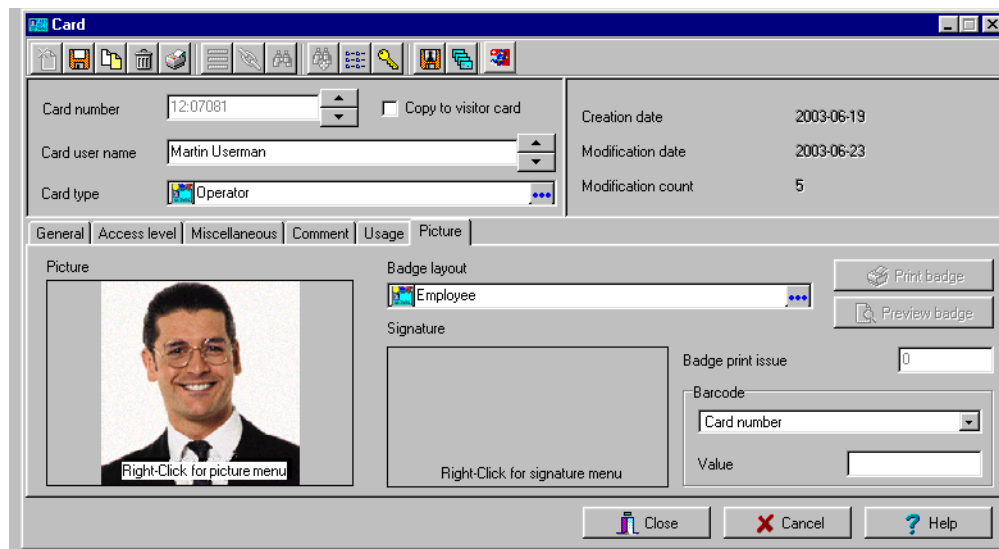 Card
Card number 12:07081 Copy to visitor card
Card user name Martin Userman
Card type Operator
Creation date 2003-06-19
Modification date 2003-06-23
Modification count 5
General Access level Miscellaneous Comment Usage Picture
Picture
Right-Click for picture menu
Badge layout
Employee
Signature
Right-Click for signature menu
Print badge
Preview badge
Badge print issue 0
Barcode
Card number
Value
Close Cancel Help